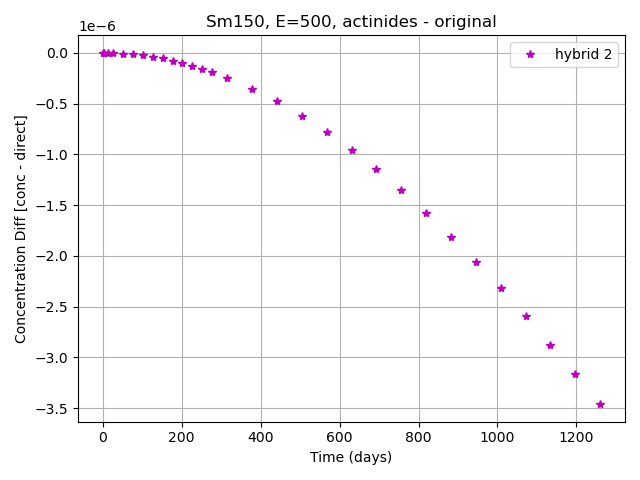 Sm150, E=500, actinides - original
1e−6
hybrid 2
0.0
−0.5
−1.0
−1.5
−2.0
−2.5
−3.0
−3.5
Concentration Diff [conc - direct]
0 200 400 600 800 1000 1200
Time (days)